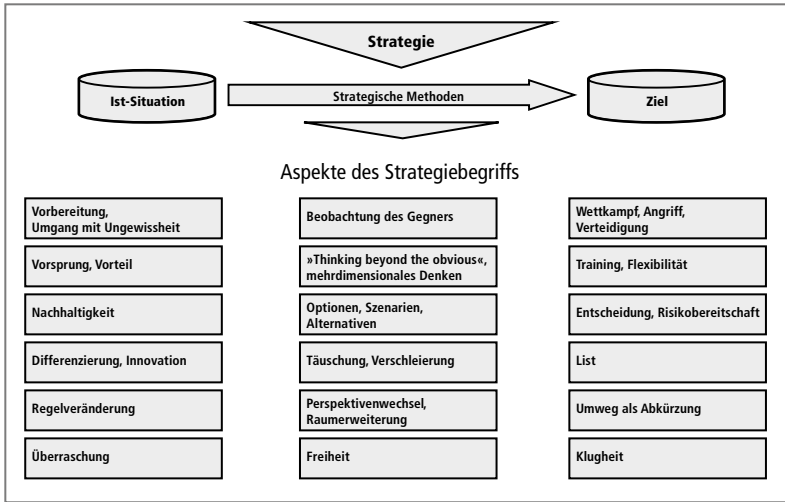 Strategie
Ist-Situation
Strategische Methoden
Ziel
Aspekte des Strategiebegriffs
Vorbereitung,
Umgang mit Ungewissheit
Beobachtung des Gegners
Wettkampf, Angriff,
Verteidigung
Vorsprung, Vorteil
»Thinking beyond the obvious«,
mehrdimensionales Denken
Training, Flexibilität
Nachhaltigkeit
Optionen, Szenarien,
Alternativen
Entscheidung, Risikobereitschaft
Differenzierung, Innovation
Täuschung, Verschleierung
List
Regelveränderung
Perspektivenwechsel,
Raumerweiterung
Umweg als Abkürzung
Überraschung
Freiheit
Klugheit